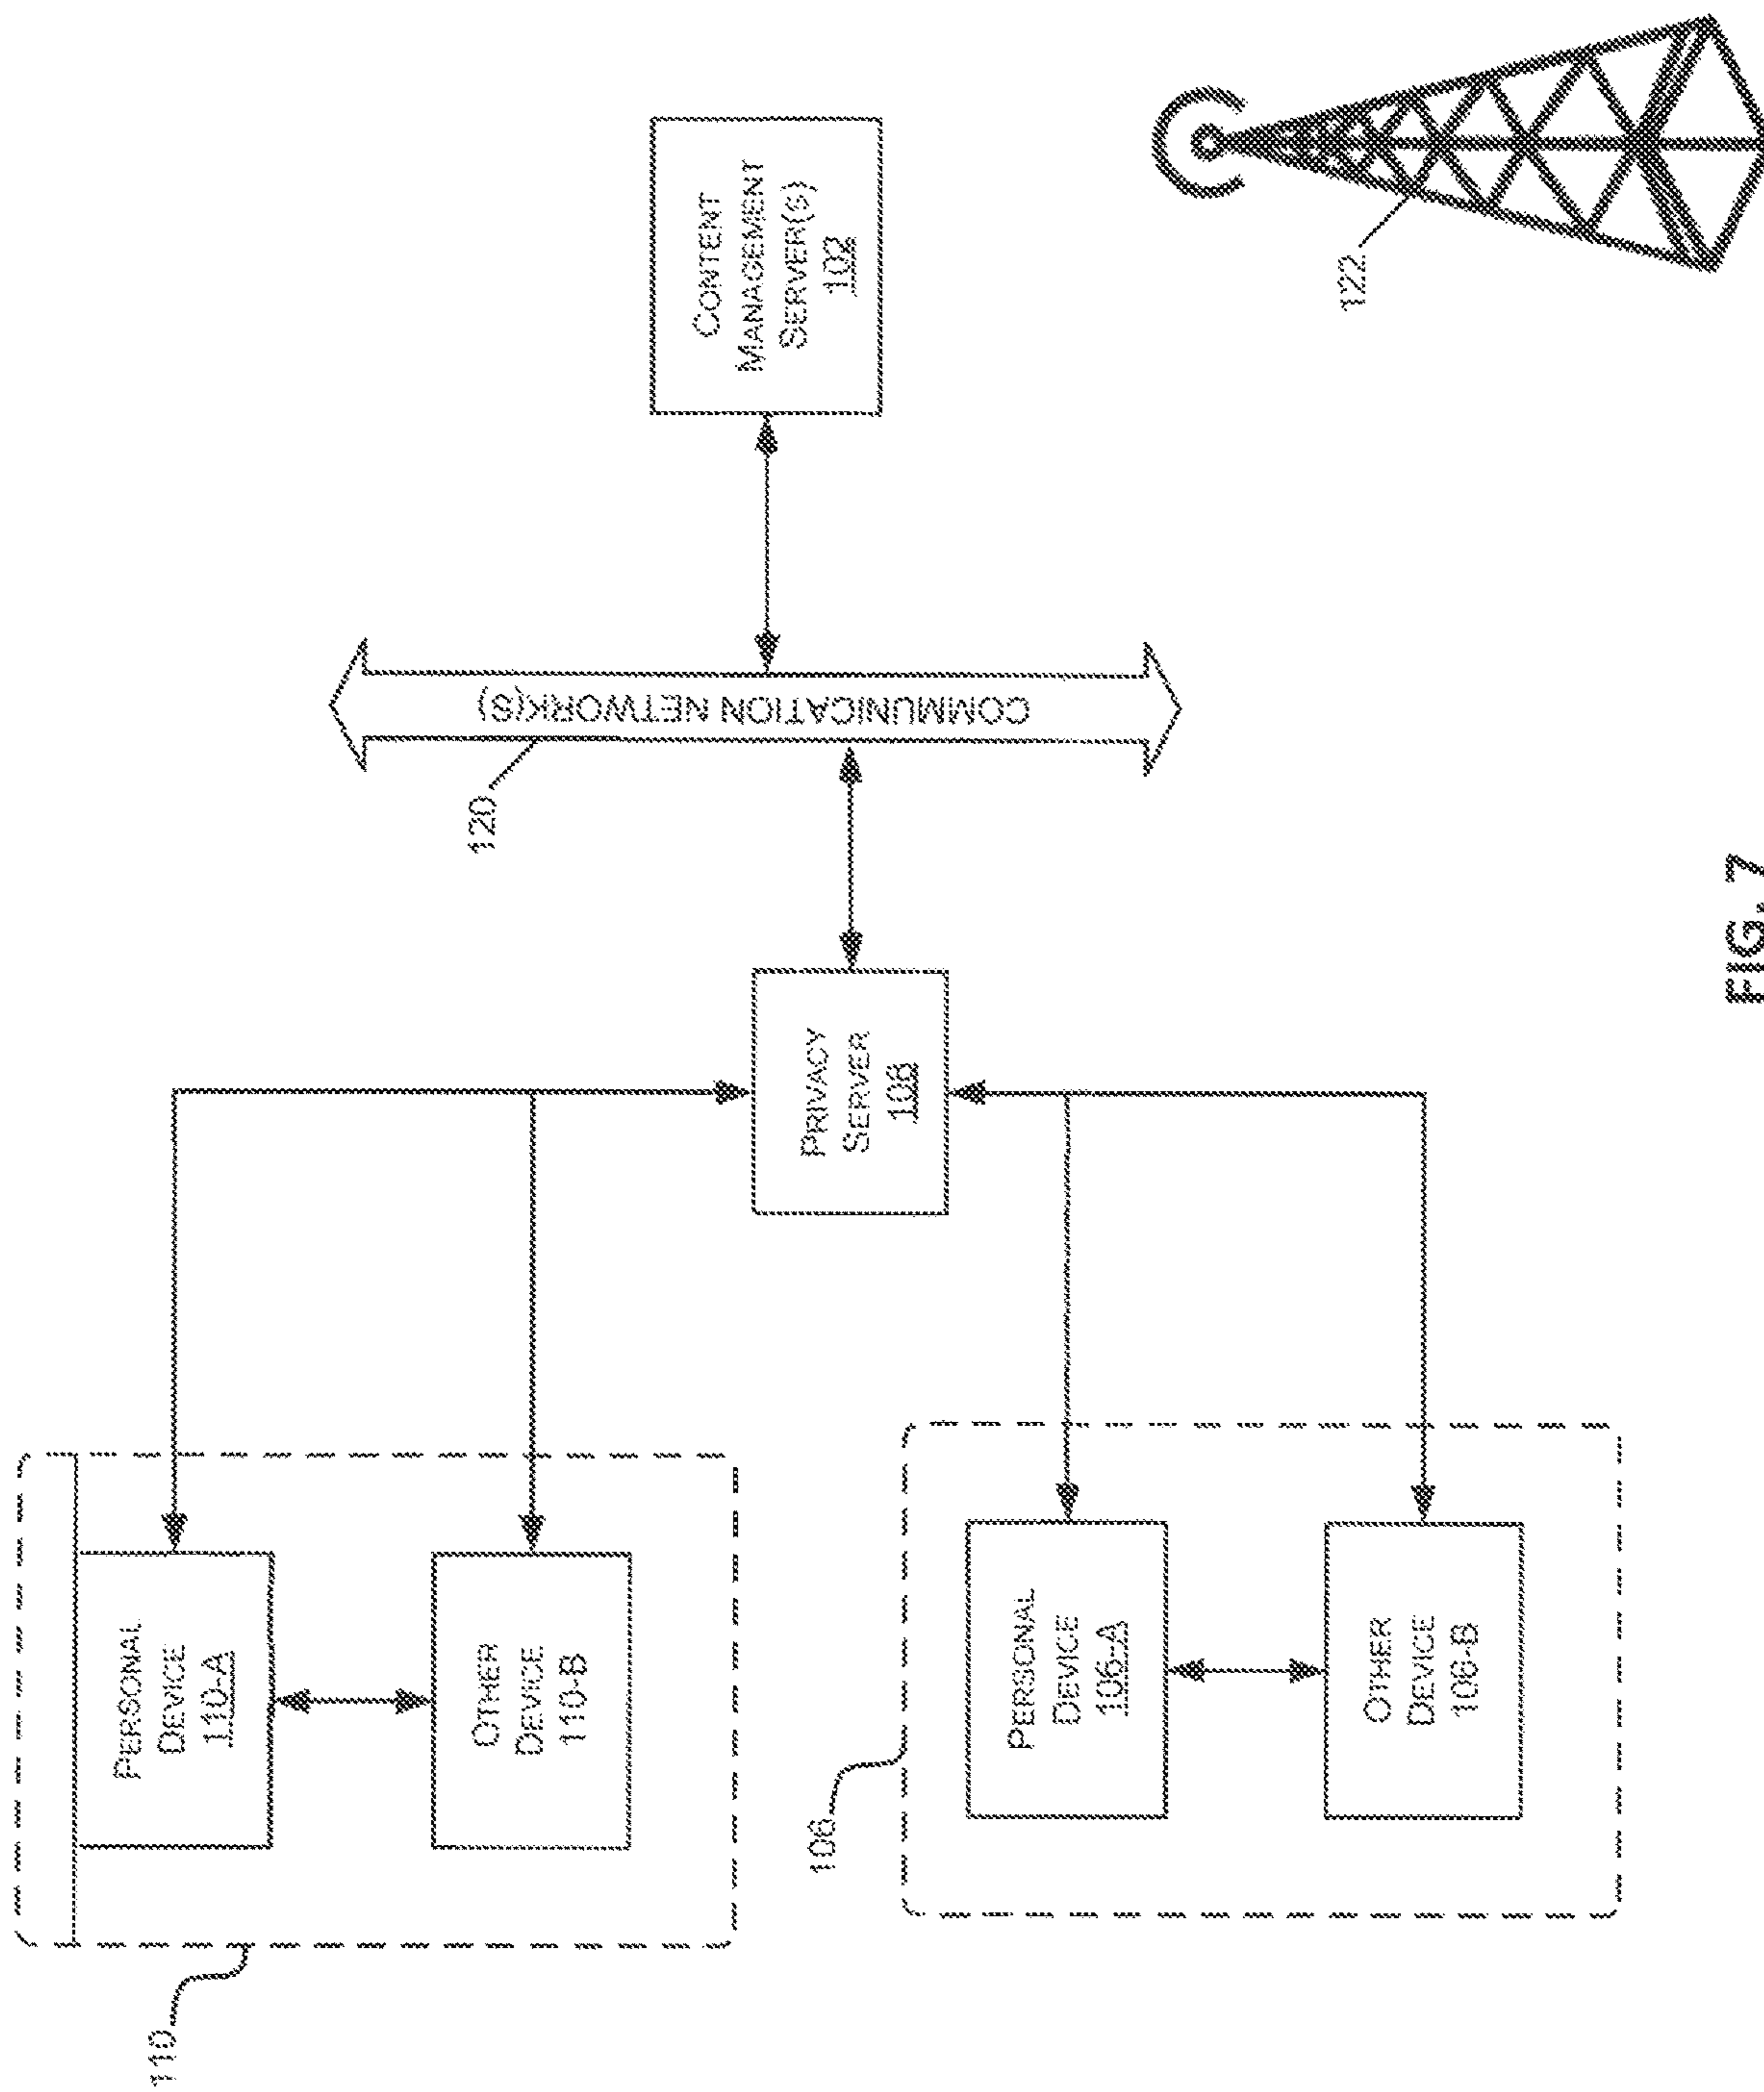 110
PERSONAL
DEVICE
110-A
OTHER
DEVICE
110-B
106
PERSONAL
DEVICE
106-A
OTHER
DEVICE
106-B
PRIVACY
SERVER
108
120
COMMUNICATION NETWORK(S)
CONTENT
MANAGEMENT
SERVER(S)
102
122
FIG. 7